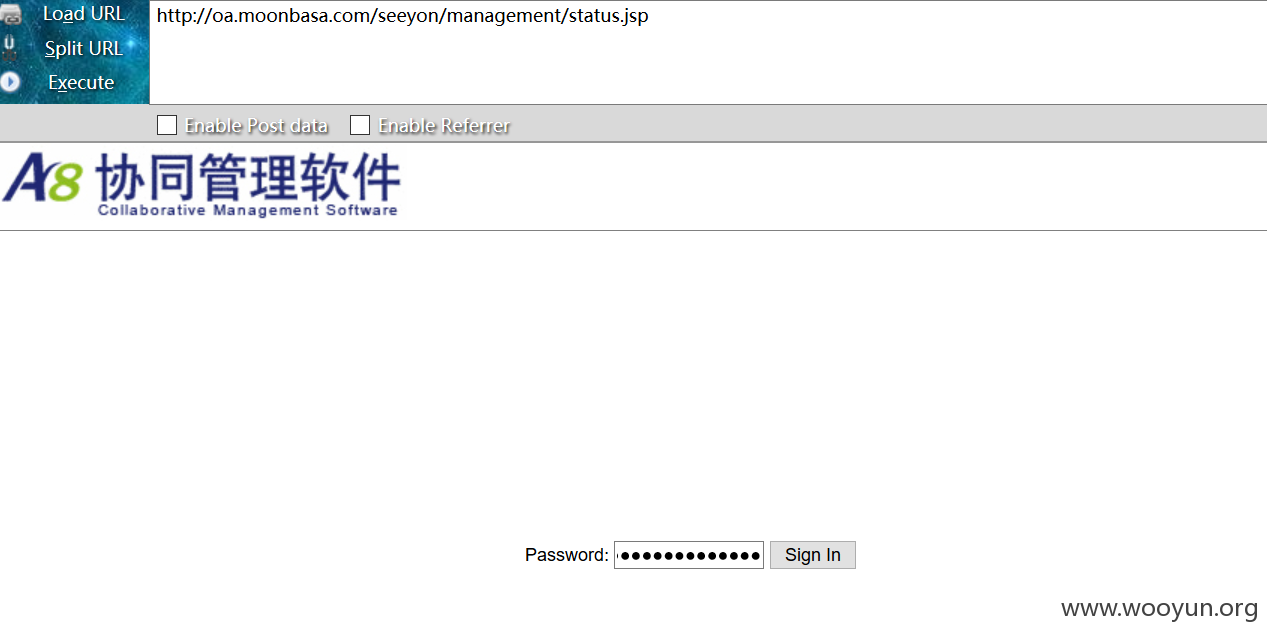 Load URL
http://oa.moonbasa.com/seeyon/management/status.jsp
Split URL
Execute
Enable Post data Enable Referrer
A8 协同管理软件
Collaborative Management Software
Password: Sign In
www.wooyun.org